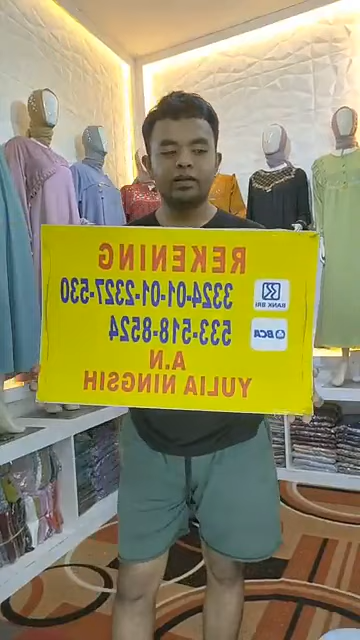 REKENING
BANK BRI 3324-01-01-2327-530
BCA 533-518-8524
A.N
YULIA NINGSIH